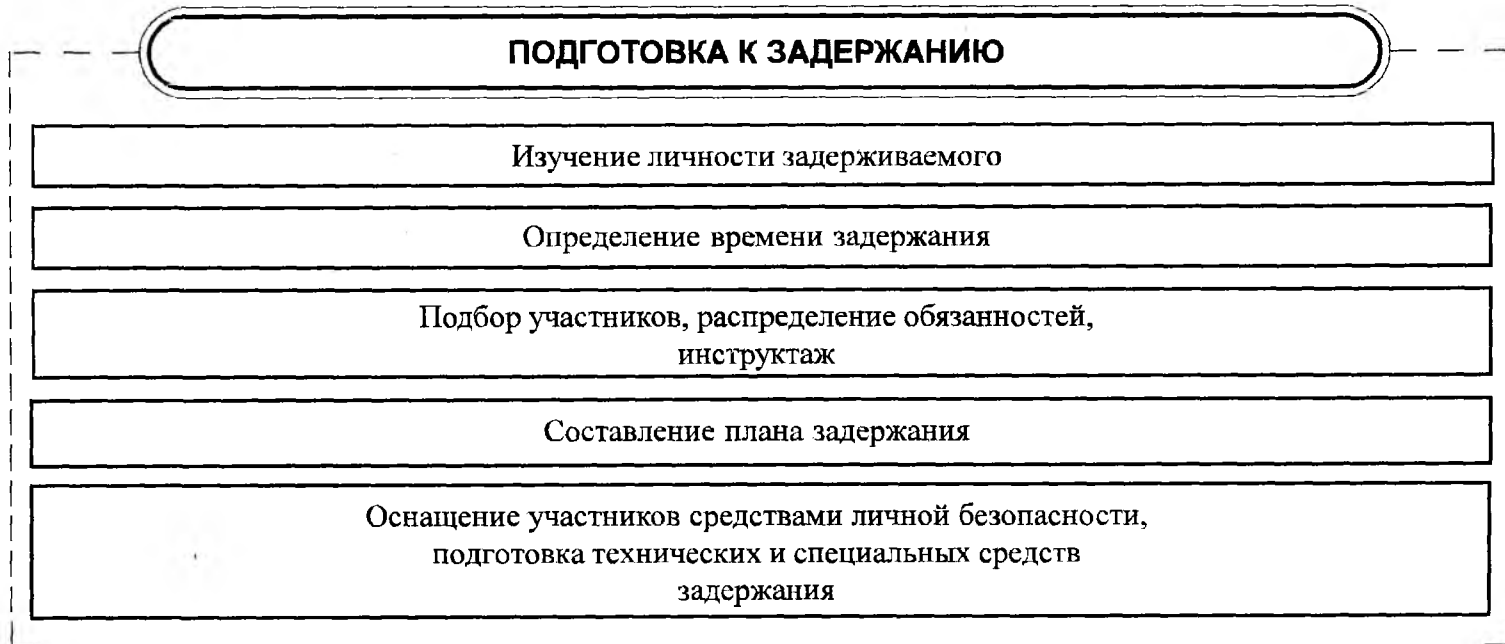 ПОДГОТОВКА К ЗАДЕРЖАНИЮ
Изучение личности задерживаемого
Определение времени задержания
Подбор участников, распределение обязанностей,
инструктаж
Составление плана задержания
Оснащение участников средствами личной безопасности,
подготовка технических и специальных средств
задержания